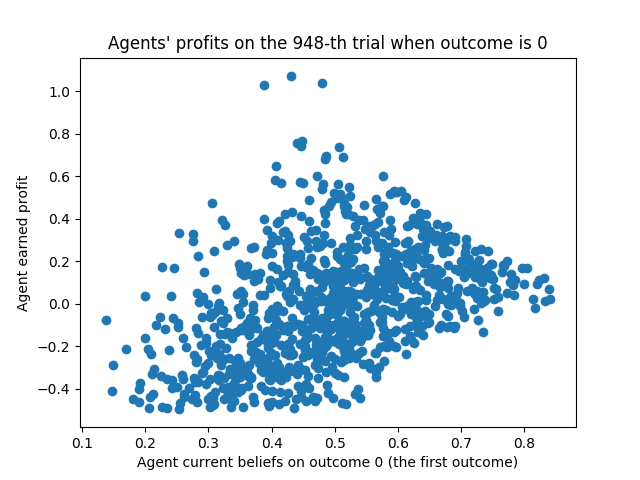 Agents' profits on the 948-th trial when outcome is 0
Agent earned profit
1.0
0.8
0.6
0.4
0.2
0.0
−0.2
−0.4
0.1 0.2 0.3 0.4 0.5 0.6 0.7 0.8
Agent current beliefs on outcome 0 (the first outcome)